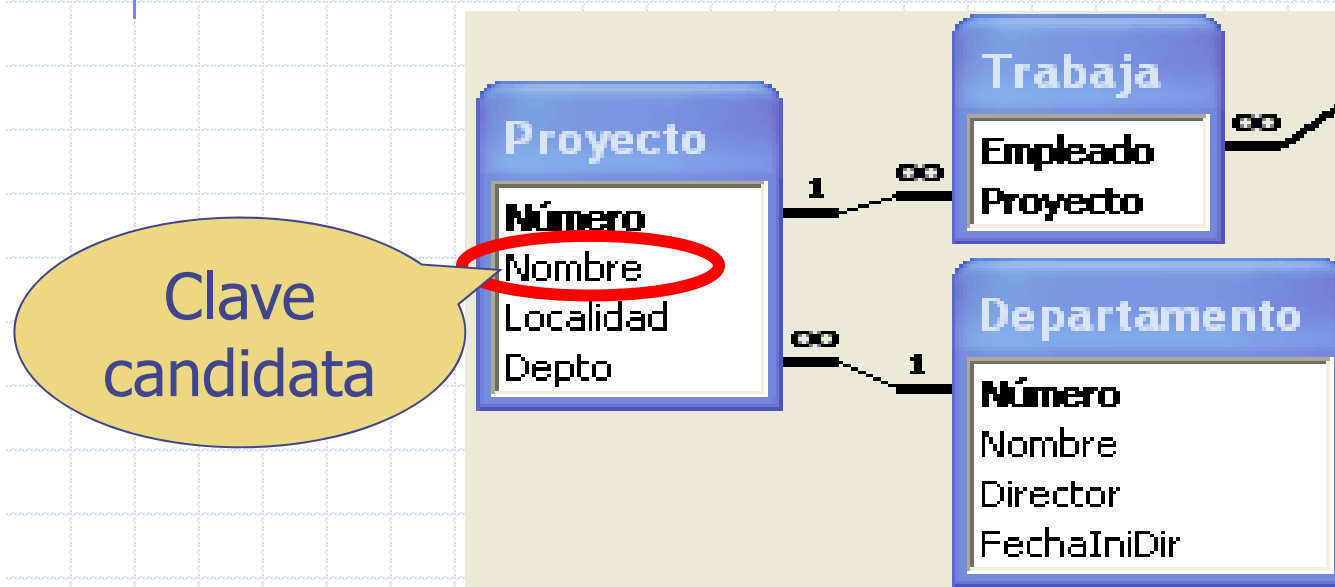 Clave
candidata
Proyecto
Número
Nombre
Localidad
Depto
1
∞
∞
1
Trabaja
Empleado
Proyecto
∞
Departamento
Número
Nombre
Director
FechaIniDir